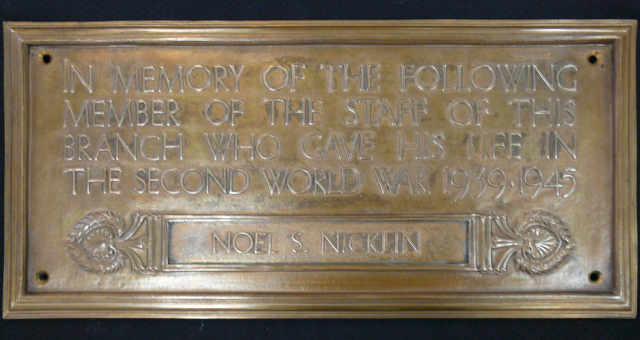 IN MEMORY OF THE FOLLOWING
MEMBER OF THE STAFF OF THIS
BRANCH WHO GAVE HIS LIFE IN
THE SECOND WORLD WAR 1939·1945
NOEL S. NICKLIN